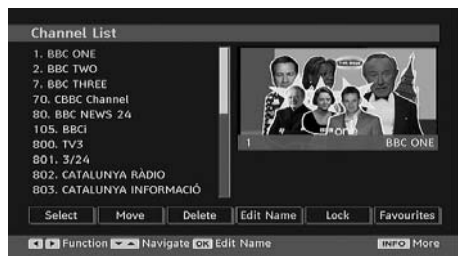 Channel List
1. BBC ONE
2. BBC TWO
7. BBC THREE
70. CBBC Channel
80. BBC NEWS 24
105. BBCi
800. TV3
801. 3/24
802. CATALUNYA RÀDIO
803. CATALUNYA INFORMACIÓ
one
1 BBC ONE
Select Move Delete Edit Name Lock Favourites
Function Navigate OK Edit Name INFO More